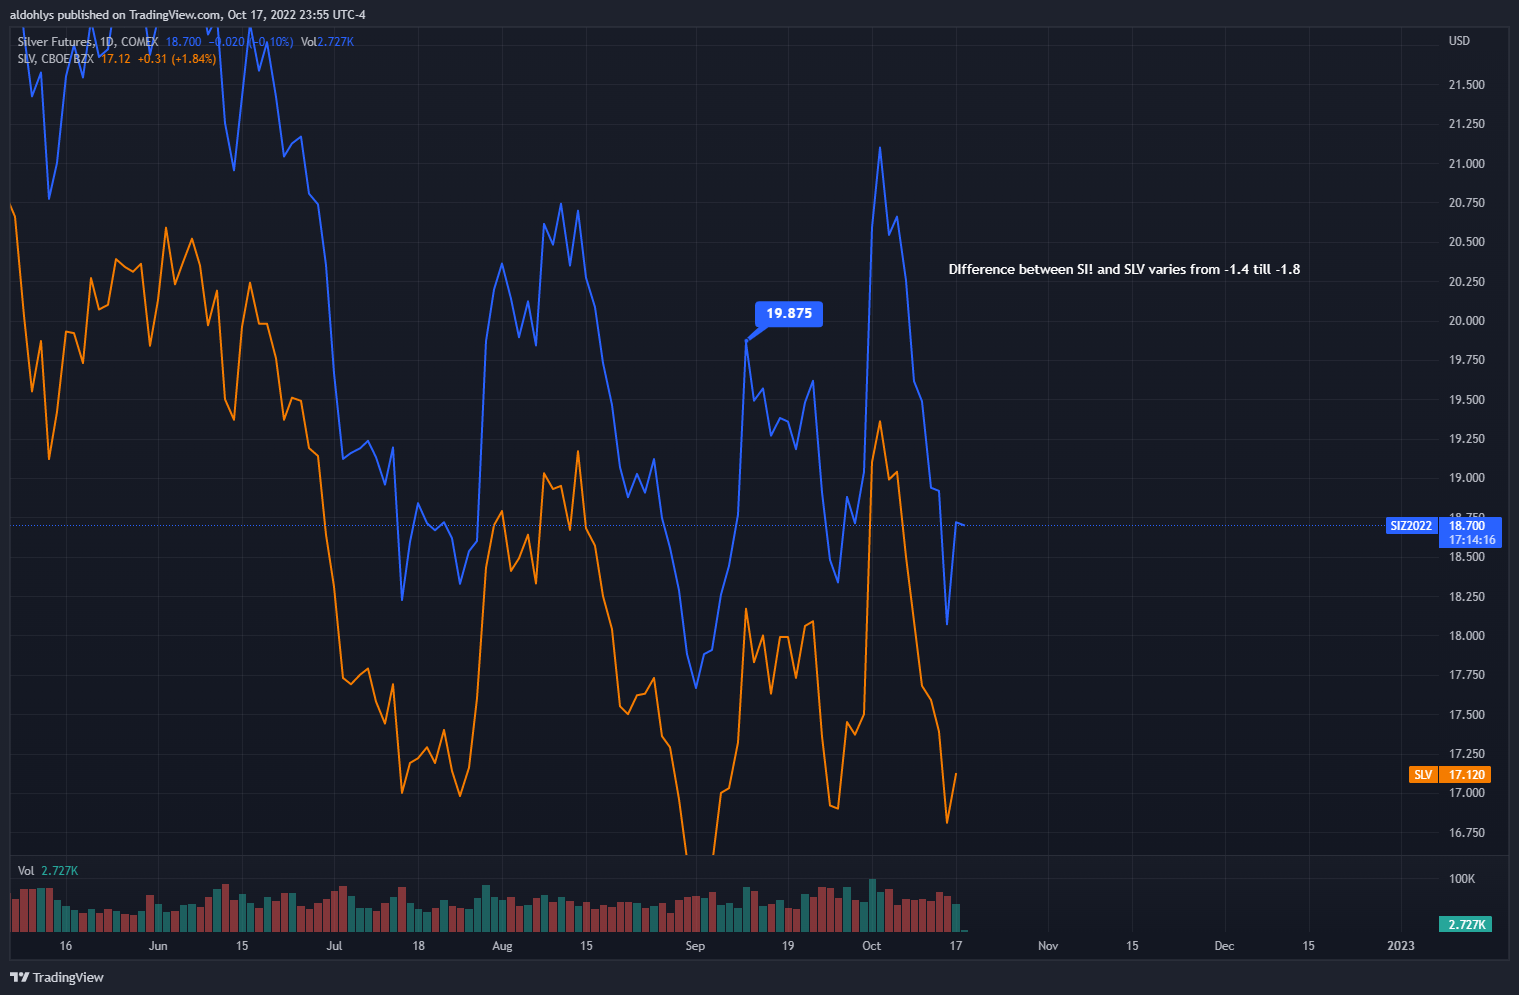 aldohlys published on TradingView.com, Oct 17, 2022 23:55 UTC-4
Silver Futures, 1D, COMEX 18.700 −0.020 (−0.10%) Vol2.727K
SLV, CBOE BZX 17.12 +0.31 (+1.84%)
USD
21.500
21.250
21.000
20.750
20.500
DIfference between SI! and SLV varies from -1.4 till -1.8
20.250
19.875
20.000
19.750
19.500
19.250
19.000
18.750
SIZ2022 18.700
17:14:16
18.500
18.250
18.000
17.750
17.500
17.250
SLV 17.120
17.000
16.750
Vol 2.727K
100K
2.727K
16 Jun 15 Jul 18 Aug 15 Sep 19 Oct 17 Nov 15 Dec 15 2023
TradingView